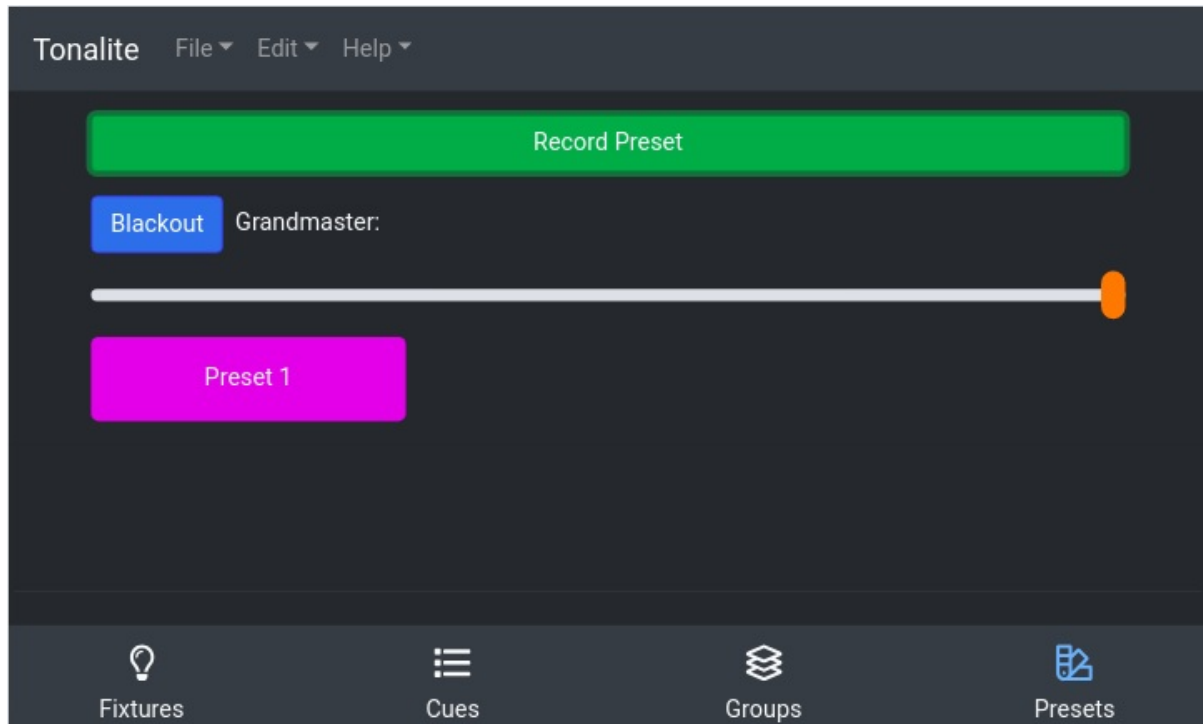 Tonalite File Edit Help
Record Preset
Blackout Grandmaster:
Preset 1
Fixtures Cues Groups Presets